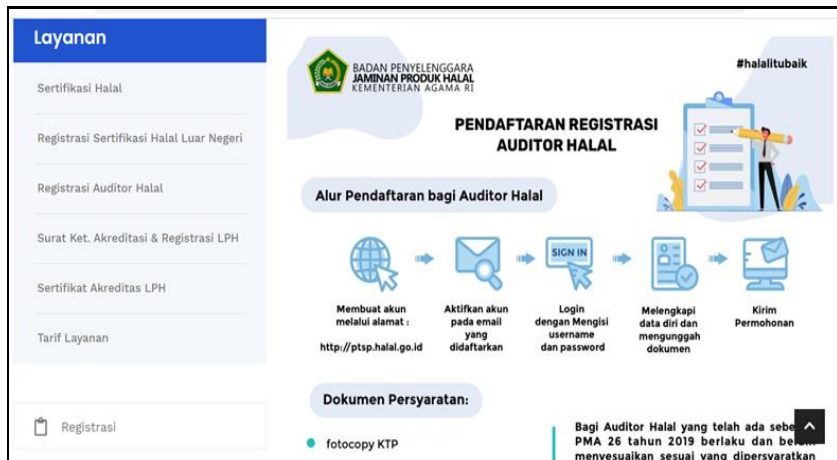 Layanan
Sertifikasi Halal
Registrasi Sertifikasi Halal Luar Negeri
Registrasi Auditor Halal
Surat Ket. Akreditasi & Registrasi LPH
Sertifikat Akreditas LPH
Tarif Layanan
Registrasi
BADAN PENYELENGGARA
JAMINAN PRODUK HALAL
KEMENTERIAN AGAMA RI
#halalitubaik
PENDAFTARAN REGISTRASI
AUDITOR HALAL
Alur Pendaftaran bagi Auditor Halal
SIGN IN
Membuat akun
melalui alamat :
http://ptsp.halal.go.id
Aktifkan akun
pada email
yang
didaftarkan
Login
dengan Mengisi
username
dan password
Melengkapi
data diri dan
mengunggah
dokumen
Kirim
Permohonan
Dokumen Persyaratan:
fotocopy KTP
Bagi Auditor Halal yang telah ada
PMA 26 tahun 2019 berlaku dan
menyesuaikan sesuai yang dipersyaratkan